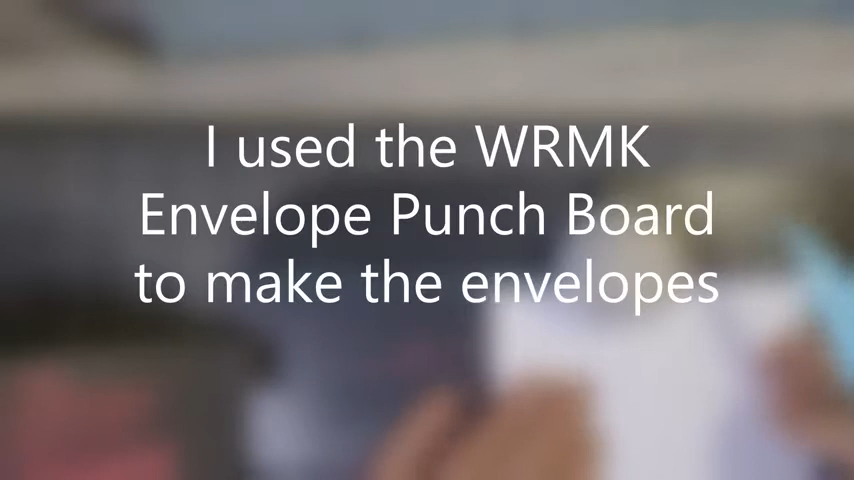 I used the WRMK
Envelope Punch Board
to make the envelopes